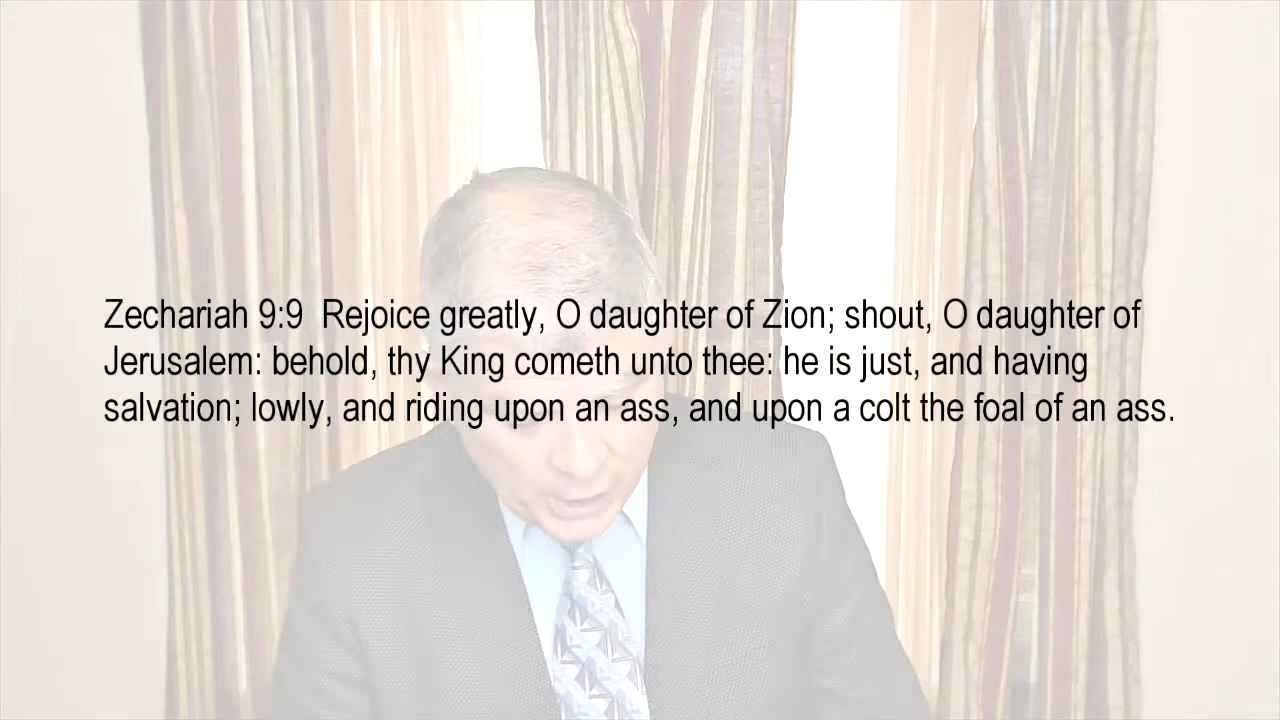 Zechariah 9:9  Rejoice greatly, O daughter of Zion; shout, O daughter of
Jerusalem: behold, thy King cometh unto thee: he is just, and having
salvation; lowly, and riding upon an ass, and upon a colt the foal of an ass.